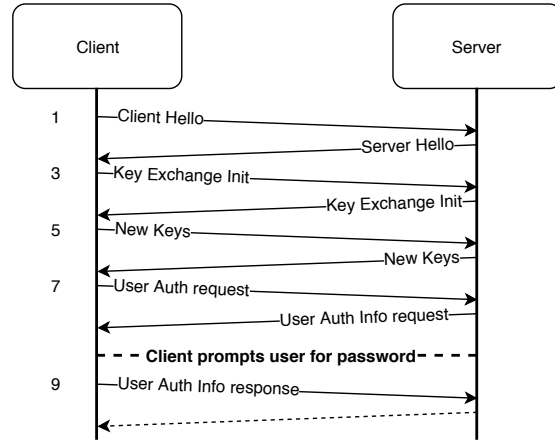 Client
Server
1
Client Hello
Server Hello
3
Key Exchange Init
Key Exchange Init
5
New Keys
New Keys
7
User Auth request
User Auth Info request
Client prompts user for password
9
User Auth Info response